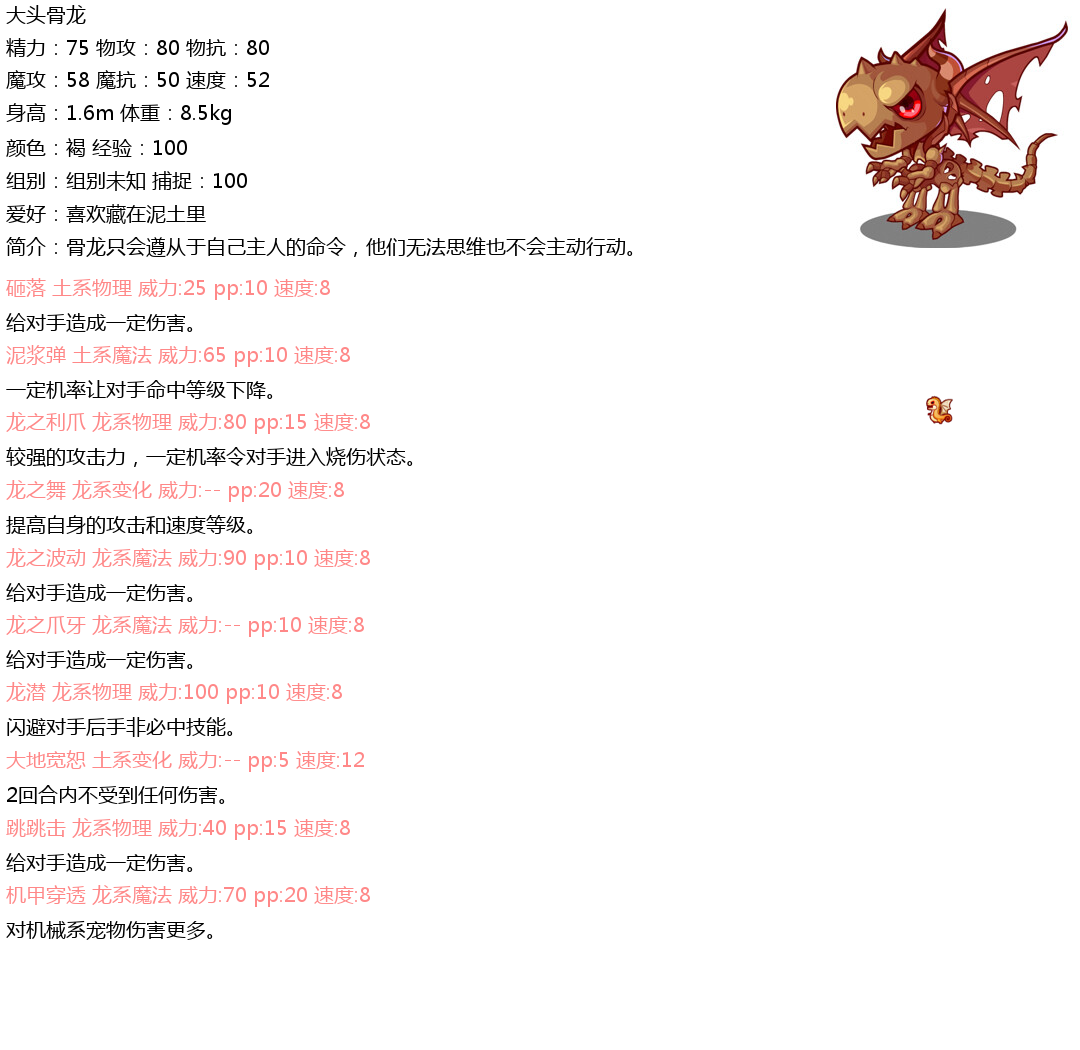 大头骨龙
精力：75 物攻：80 物抗：80
魔攻：58 魔抗：50 速度：52
身高：1.6m 体重：8.5kg
颜色：褐 经验：100
组别：组别未知 捕捉：100
爱好：喜欢藏在泥土里
简介：骨龙只会遵从于自己主人的命令，他们无法思维也不会主动行动。
砸落 土系物理 威力:25 pp:10 速度:8
给对手造成一定伤害。
泥浆弹 土系魔法 威力:65 pp:10 速度:8
一定机率让对手命中等级下降。
龙之利爪 龙系物理 威力:80 pp:15 速度:8
较强的攻击力，一定机率令对手进入烧伤状态。
龙之舞 龙系变化 威力:-- pp:20 速度:8
提高自身的攻击和速度等级。
龙之波动 龙系魔法 威力:90 pp:10 速度:8
给对手造成一定伤害。
龙之爪牙 龙系魔法 威力:-- pp:10 速度:8
给对手造成一定伤害。
龙潜 龙系物理 威力:100 pp:10 速度:8
闪避对手后手非必中技能。
大地宽恕 土系变化 威力:-- pp:5 速度:12
2回合内不受到任何伤害。
跳跳击 龙系物理 威力:40 pp:15 速度:8
给对手造成一定伤害。
机甲穿透 龙系魔法 威力:70 pp:20 速度:8
对机械系宠物伤害更多。